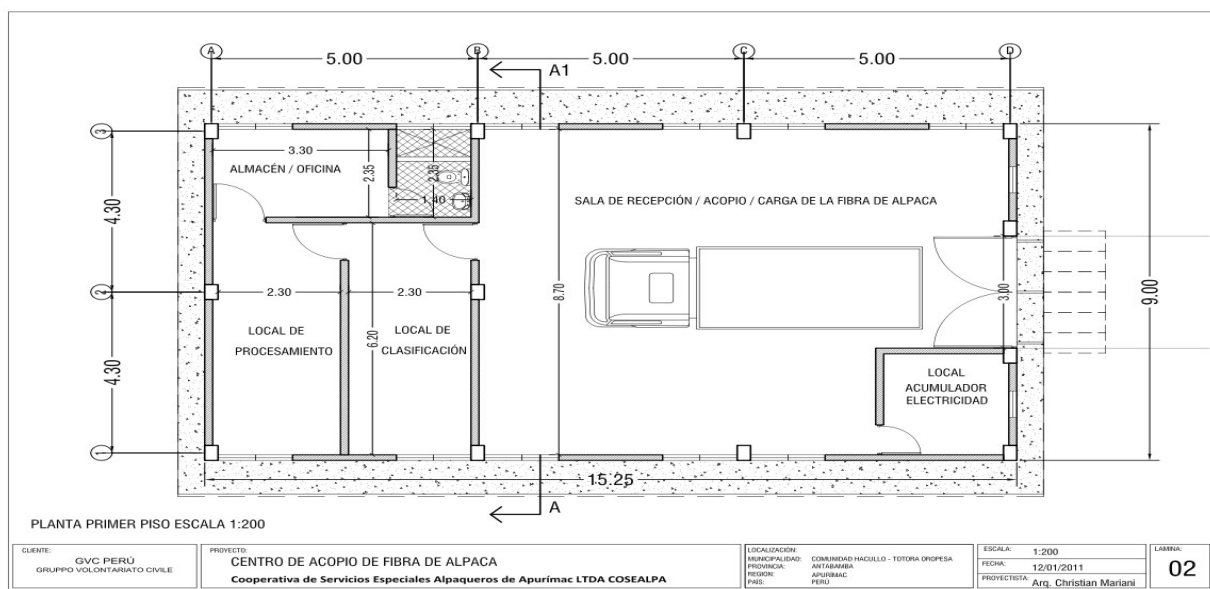 A
B
C
D
5.00
5.00
5.00
A1
3
3.30
ALMACÉN / OFICINA
2.35
2.35
1.40
SALA DE RECEPCIÓN / ACOPIO / CARGA DE LA FIBRA DE ALPACA
4.30
2
2.30
2.30
8.70
3.00
9.00
LOCAL DE
PROCESAMIENTO
LOCAL DE
CLASIFICACIÓN
6.20
4.30
LOCAL
ACUMULADOR
ELECTRICIDAD
1
15.25
A
PLANTA PRIMER PISO ESCALA 1:200
CLIENTE:
GVC PERÚ
GRUPPO VOLONTARIATO CIVILE
PROYECTO:
CENTRO DE ACOPIO DE FIBRA DE ALPACA
Cooperativa de Servicios Especiales Alpaqueros de Apurímac LTDA COSEALPA
LOCALIZACIÓN:
MUNICIPALIDAD: COMUNIDAD HACULLO - TOTORA OROPESA
PROVINCIA: ANTABAMBA
REGION: APURIMAC
PAIS: PERÚ
ESCALA: 1:200
FECHA: 12/01/2011
PROYECTISTA: Arq. Christian Mariani
LAMINA:
02